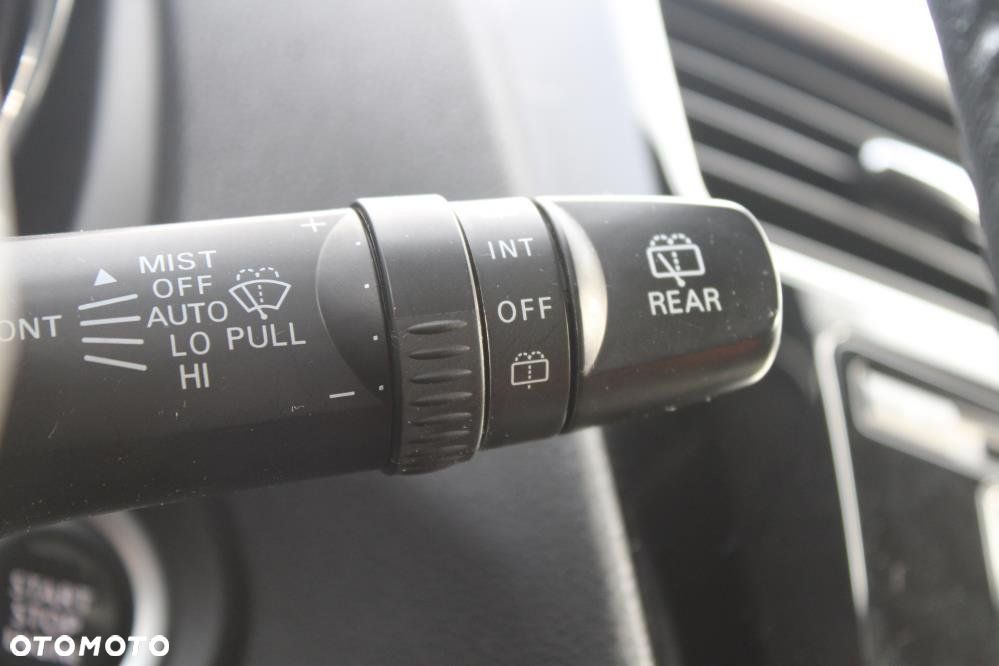 +
MIST
OFF
ONT AUTO
LO PULL
HI
−
INT
OFF
REAR
START
STOP
OTOMOTO